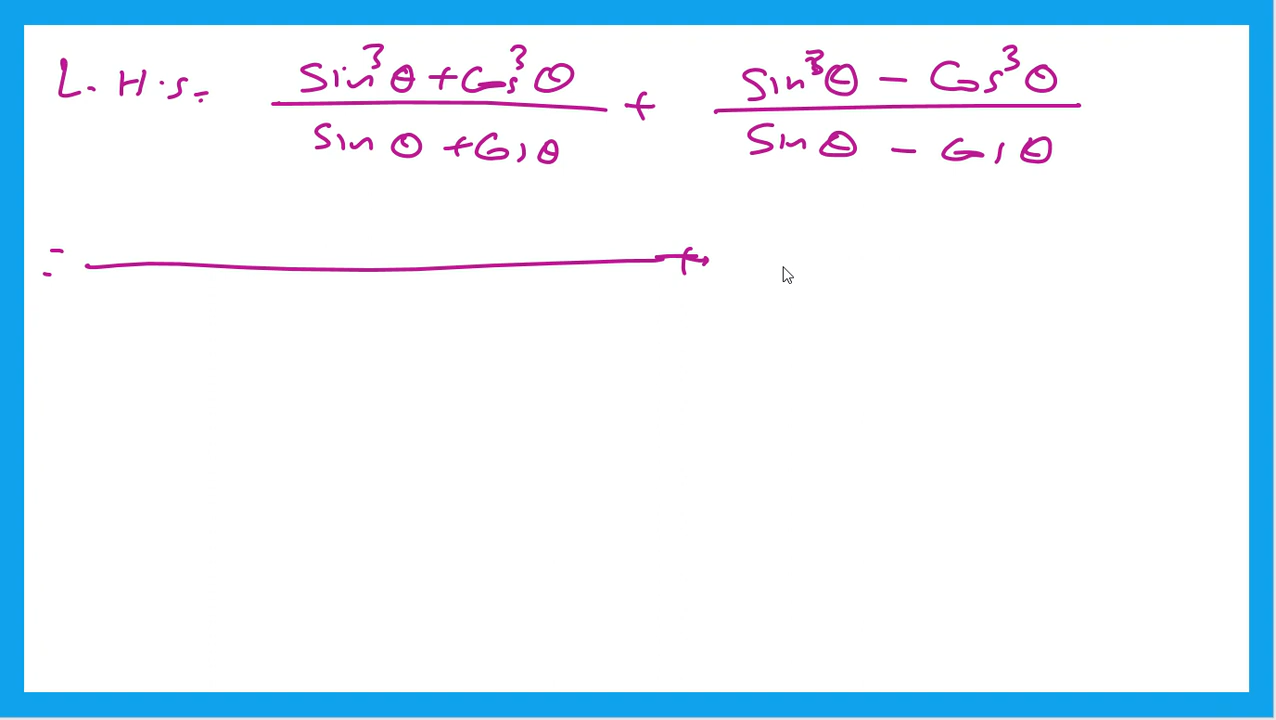 L.H.S. sin³θ + cos³θ / sin θ + cos θ + sin³θ − cos³θ / sin θ − cos θ
= +